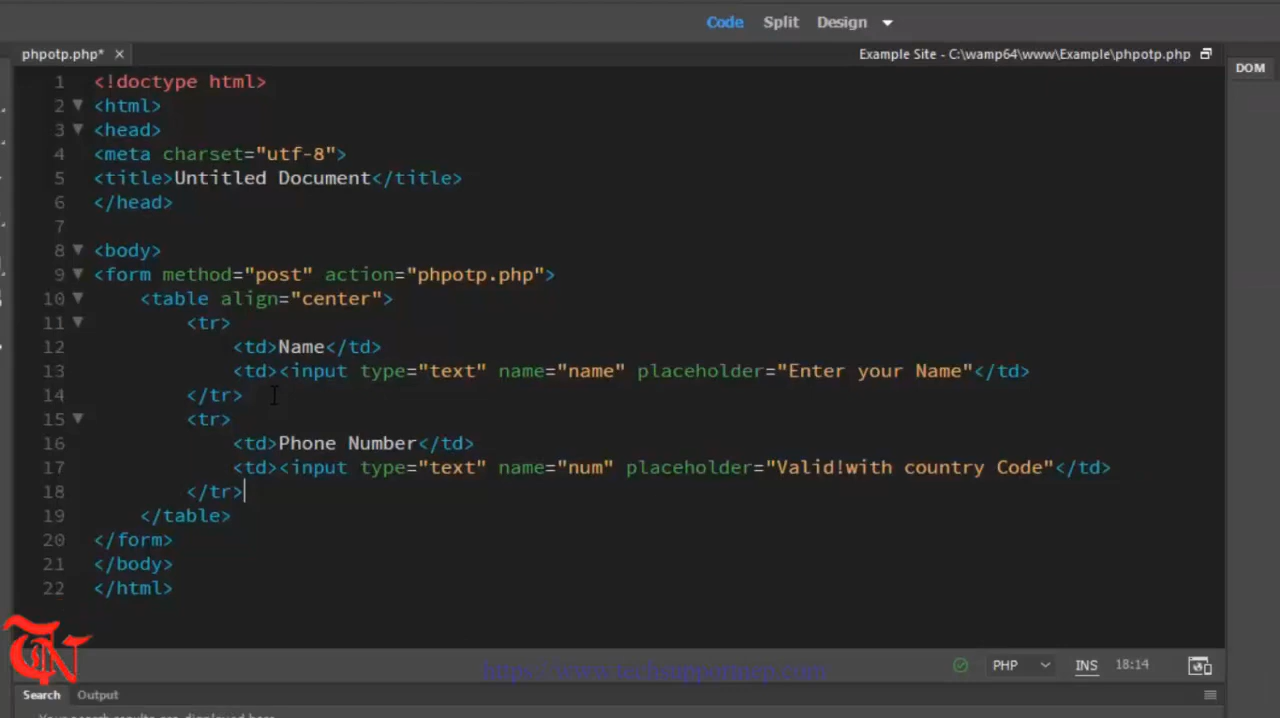 Code Split Design
phpotp.php* ×
Example Site - C:\wamp64\www\Example\phpotp.php
DOM
1 <!doctype html>
2 <html>
3 <head>
4 <meta charset="utf-8">
5 <title>Untitled Document</title>
6 </head>
7
8 <body>
9 <form method="post" action="phpotp.php">
10 <table align="center">
11 <tr>
12 <td>Name</td>
13 <td><input type="text" name="name" placeholder="Enter your Name"</td>
14 </tr>
15 <tr>
16 <td>Phone Number</td>
17 <td><input type="text" name="num" placeholder="Valid!with country Code"</td>
18 </tr>
19 </table>
20 </form>
21 </body>
22 </html>
TN
PHP INS 18:14
Search Output